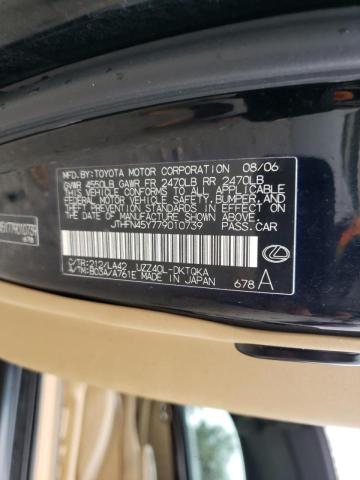 MFD. BY: TOYOTA MOTOR CORPORATION 08/06
GVWR 4550LB GAWR FR 2470LB RR 2470LB
THIS VEHICLE CONFORMS TO ALL APPLICABLE
FEDERAL MOTOR VEHICLE SAFETY, BUMPER, AND
THEFT PREVENTION STANDARDS IN EFFECT ON
THE DATE OF MANUFACTURE SHOWN ABOVE.
JTHFN45Y779010739 PASS. CAR
C/TR: 212/LA42 UZZ40L-DKTQKA
A/TM: B03A/A761E MADE IN JAPAN
678 A
45Y779010739